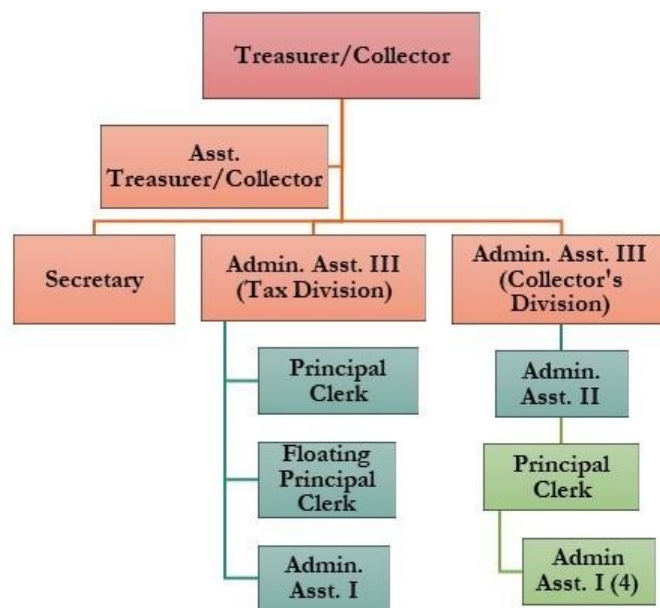 Treasurer/Collector
Asst.
Treasurer/Collector
Secretary
Admin. Asst. III
(Tax Division)
Admin. Asst. III
(Collector's
Division)
Principal
Clerk
Floating
Principal
Clerk
Admin.
Asst. I
Admin.
Asst. II
Principal
Clerk
Admin
Asst. I (4)